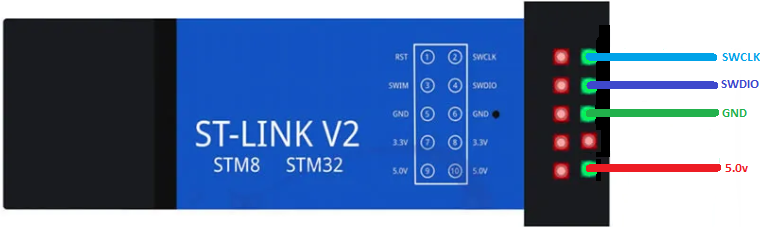 RST 1 2 SWCLK SWCLK
SWIM 3 4 SWDIO SWDIO
GND 5 6 GND GND
ST-LINK V2
3.3V 7 8 3.3V
STM8 STM32
5.0V 9 10 5.0V 5.0v